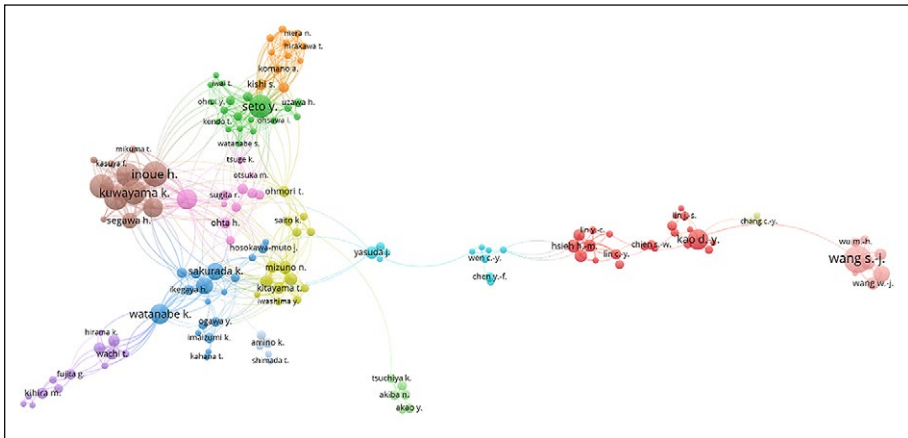 mera n.
hirakawa t.
komano a.
iwai t.
kishi s.
ohrui y.
seto y.
uzawa h.
kondo t.
ohsawa i.
watanabe s.
mikuma t.
tsuge k.
kasuya f.
otsuka m.
inoue h.
kuwayama k.
sugita r.
ohmori t.
segawa h.
ohta h.
saito k.
hosokawa-muto j.
yasuda j.
sakurada k.
mizuno n.
ikegaya h.
kitayama t.
iwashima y.
watanabe k.
ogawa y.
imaizumi k.
kahana t.
amino k.
shimada t.
hirama k.
wachi t.
fujita g.
kihira m.
tsuchiya k.
akiba n.
akao y.
wen c.-y.
chen y.-f.
lin y.-c.
hsieh h.-m.
lin c.-y.
chien s.-w.
lin j.-s.
kao d.-y.
chang c.-y.
wu m.-h.
wang s.-j.
wang w.-j.